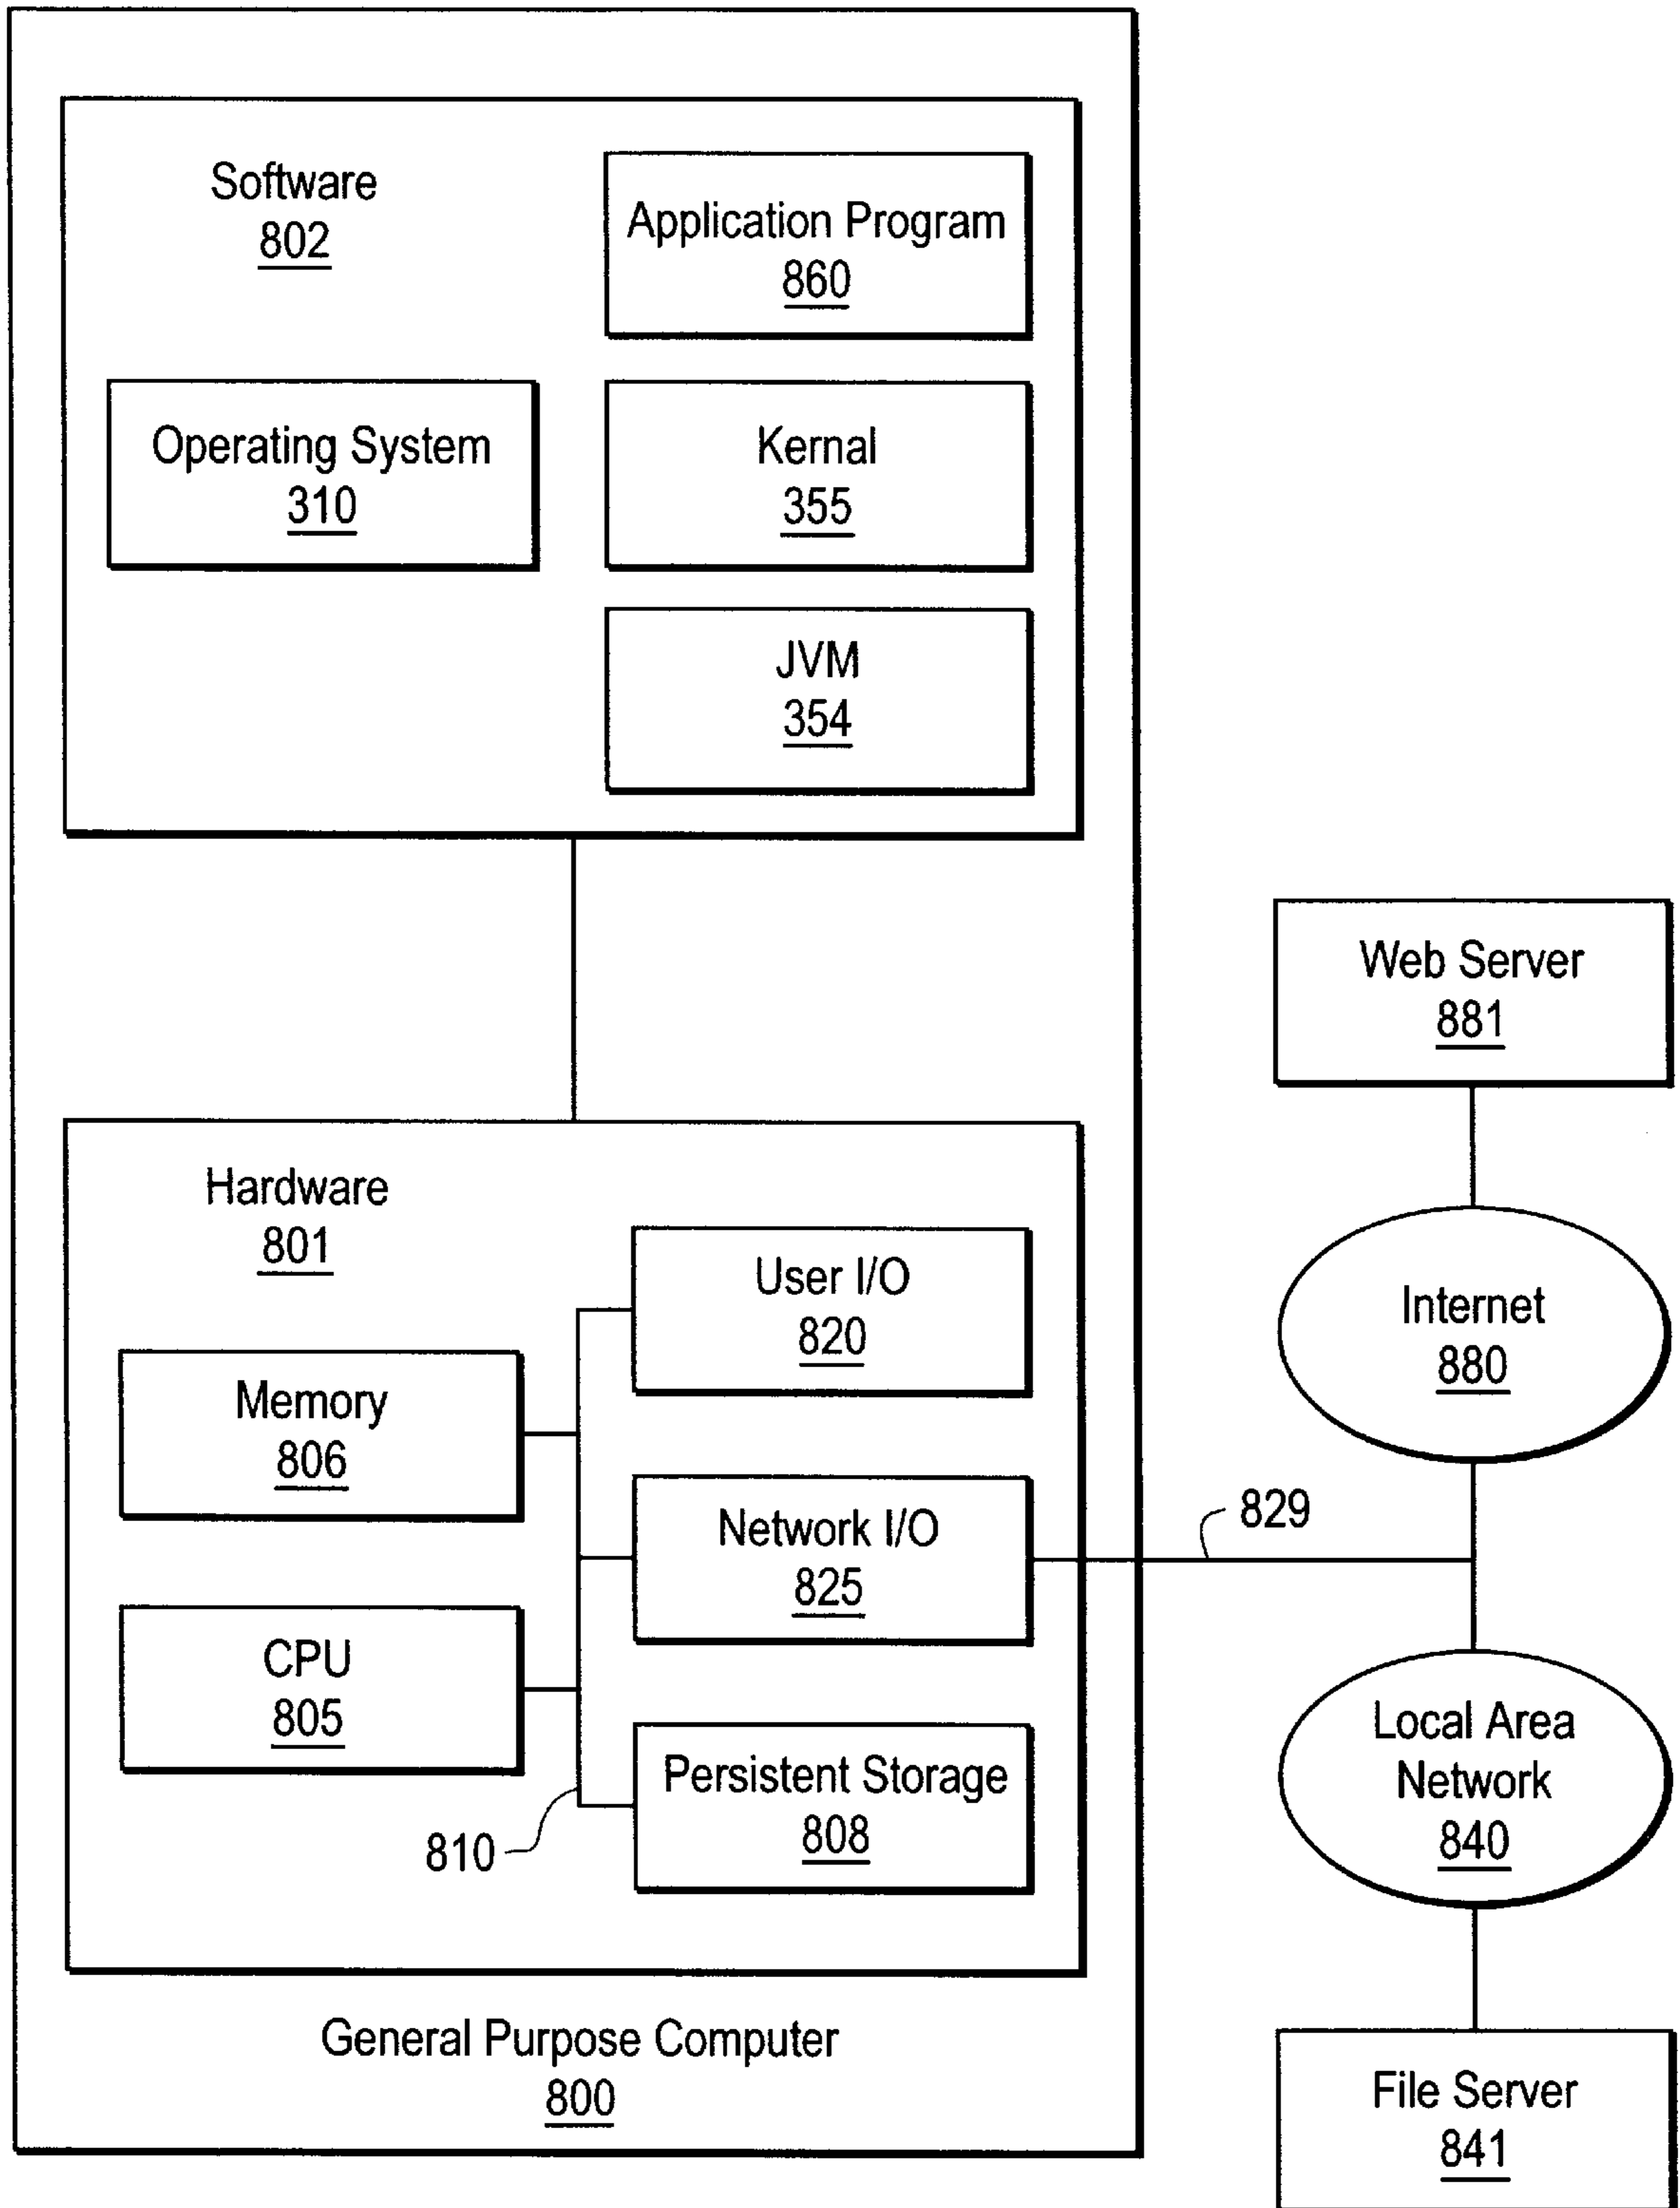 Software
802
Application Program
860
Operating System
310
Kernal
355
JVM
354
Web Server
881
Hardware
801
User I/O
820
Internet
880
Memory
806
Network I/O
825
829
CPU
805
Persistent Storage
808
810
Local Area
Network
840
General Purpose Computer
800
File Server
841